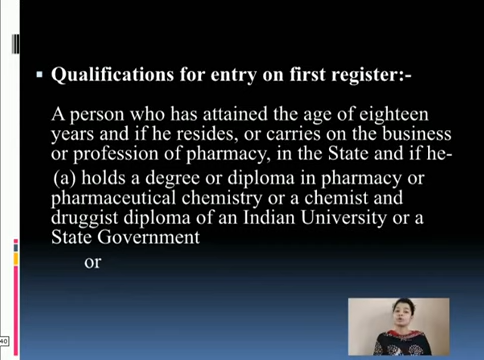 Qualifications for entry on first register:-
A person who has attained the age of eighteen
years and if he resides, or carries on the business
or profession of pharmacy, in the State and if he-
(a) holds a degree or diploma in pharmacy or
pharmaceutical chemistry or a chemist and
druggist diploma of an Indian University or a
State Government
or
40